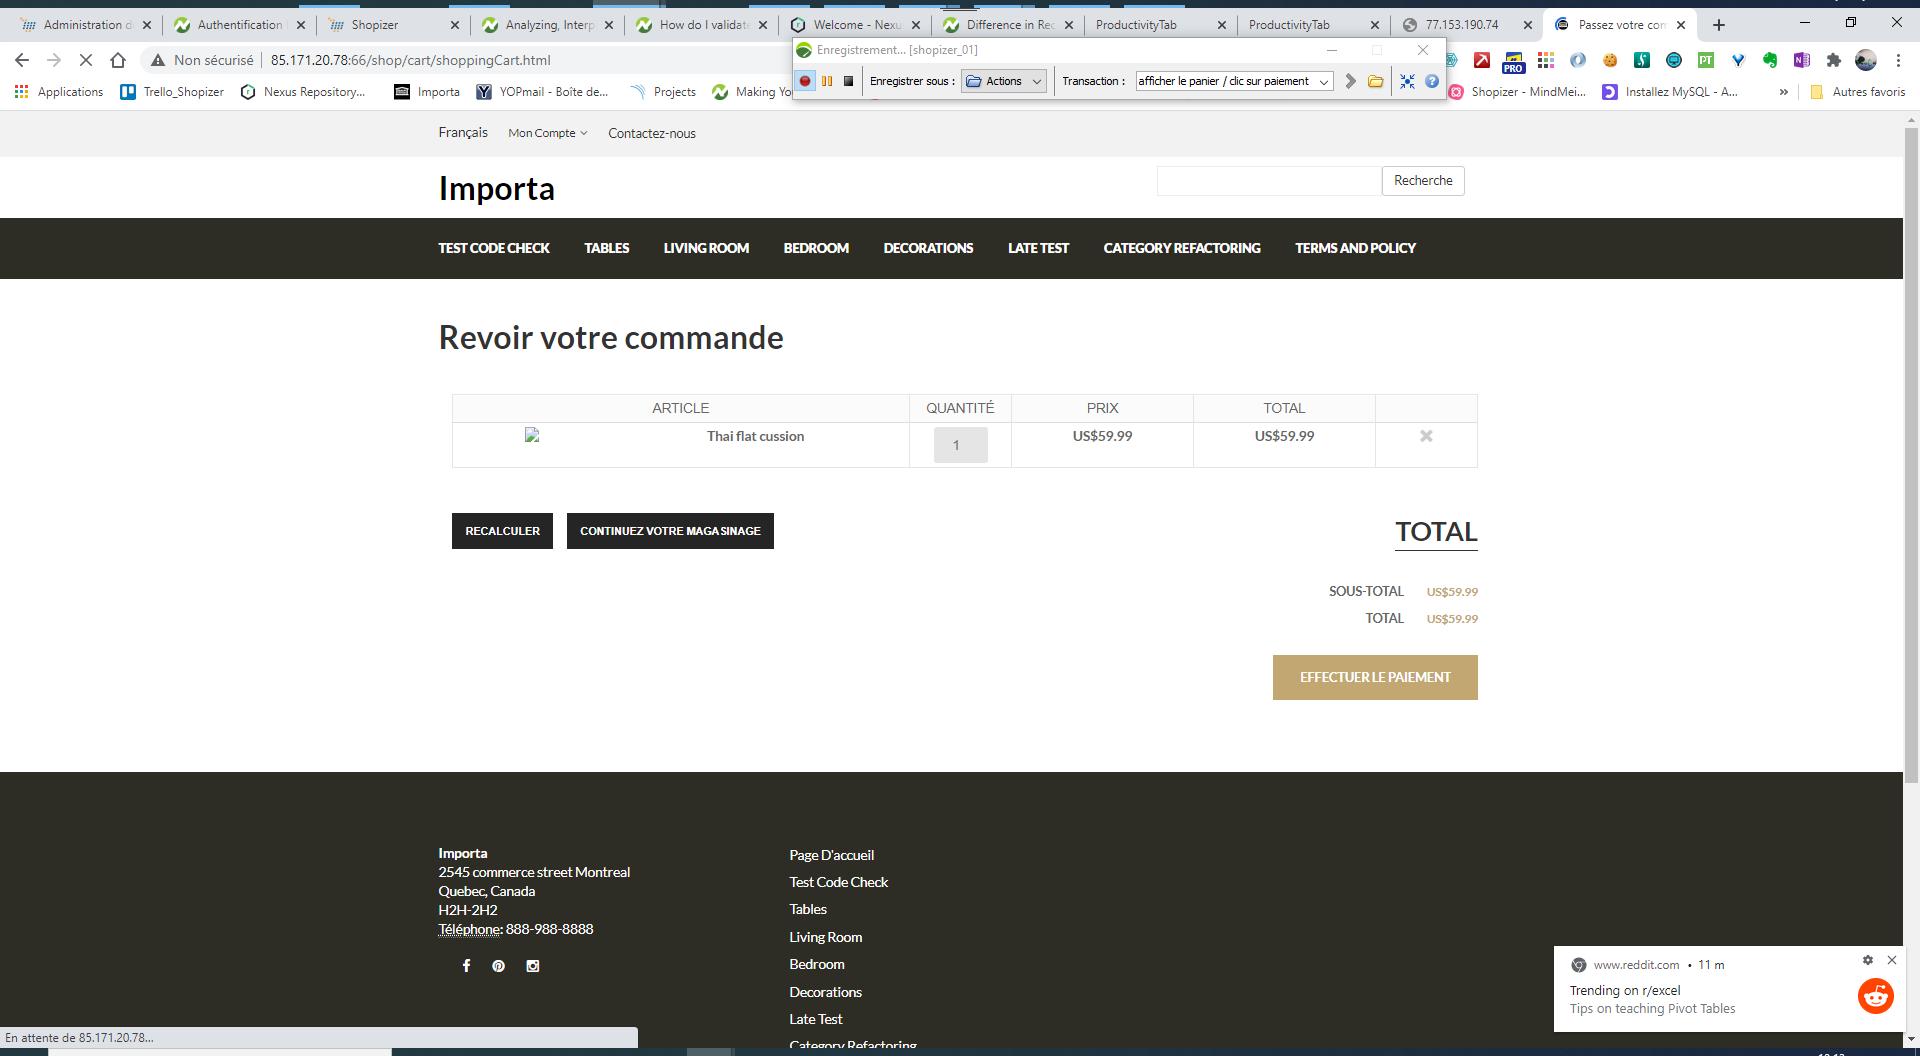 Administration d
Authentification
Shopizer
Analyzing, Interp
How do I validate
Welcome - Nexu
Difference in Rec
ProductivityTab
ProductivityTab
77.153.190.74
Passez votre com
Enregistrement... [shopizer_01]
Non sécurisé
85.171.20.78:66/shop/cart/shoppingCart.html
Enregistrer sous :
Actions
Transaction :
afficher le panier / clic sur paiement
PRO
PT
Applications
Trello_Shopizer
Nexus Repository...
Importa
YOPmail - Boîte de...
Projects
Making Yo
Shopizer - MindMei...
Installez MySQL - A...
»
Autres favoris
Français
Mon Compte
Contactez-nous
Importa
Recherche
TEST CODE CHECK
TABLES
LIVING ROOM
BEDROOM
DECORATIONS
LATE TEST
CATEGORY REFACTORING
TERMS AND POLICY
Revoir votre commande
ARTICLE
QUANTITÉ
PRIX
TOTAL
Thai flat cussion
1
US$59.99
US$59.99
RECALCULER
CONTINUEZ VOTRE MAGASINAGE
TOTAL
SOUS-TOTAL US$59.99
TOTAL US$59.99
EFFECTUER LE PAIEMENT
Importa
2545 commerce street Montreal
Quebec, Canada
H2H-2H2
Téléphone: 888-988-8888
Page D'accueil
Test Code Check
Tables
Living Room
Bedroom
Decorations
Late Test
Category Refactoring
www.reddit.com • 11 m
Trending on r/excel
Tips on teaching Pivot Tables
En attente de 85.171.20.78...